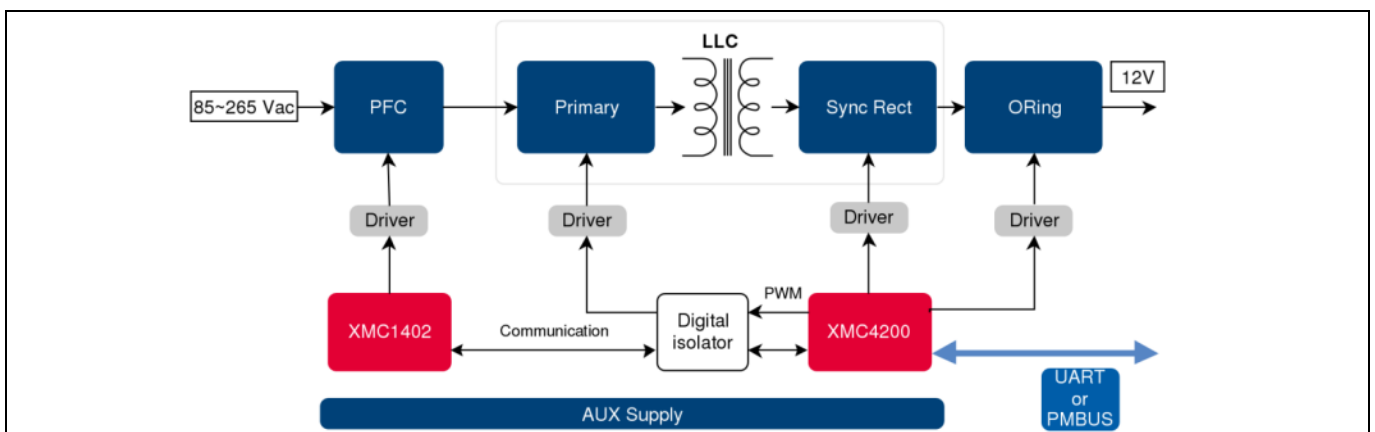 LLC
12V
85~265 Vac
PFC
Primary
Sync Rect
ORing
Driver
Driver
Driver
Driver
PWM
XMC1402
Communication
Digital
isolator
XMC4200
UART
or
PMBUS
AUX Supply